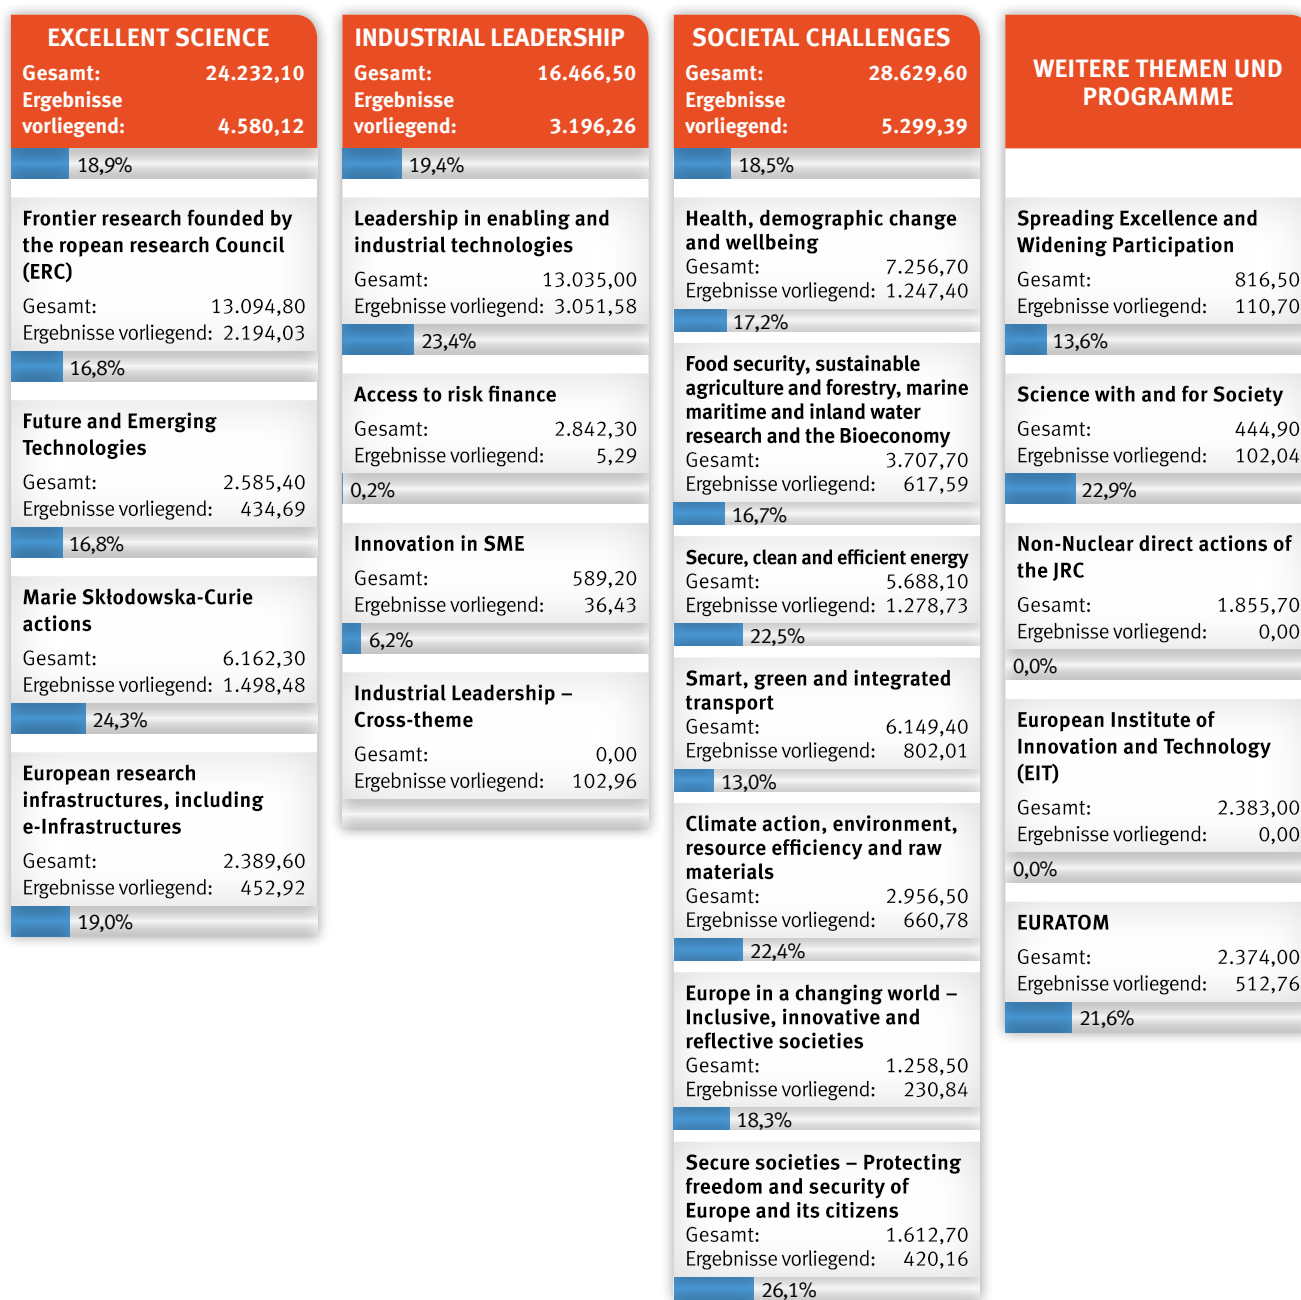 EXCELLENT SCIENCE
Gesamt: 24.232,10
Ergebnisse
vorliegend: 4.580,12
18,9%
Frontier research founded by
the ropean research Council
(ERC)
Gesamt: 13.094,80
Ergebnisse vorliegend: 2.194,03
16,8%
Future and Emerging
Technologies
Gesamt: 2.585,40
Ergebnisse vorliegend: 434,69
16,8%
Marie Skłodowska-Curie
actions
Gesamt: 6.162,30
Ergebnisse vorliegend: 1.498,48
24,3%
European research
infrastructures, including
e-Infrastructures
Gesamt: 2.389,60
Ergebnisse vorliegend: 452,92
19,0%
INDUSTRIAL LEADERSHIP
Gesamt: 16.466,50
Ergebnisse
vorliegend: 3.196,26
19,4%
Leadership in enabling and
industrial technologies
Gesamt: 13.035,00
Ergebnisse vorliegend: 3.051,58
23,4%
Access to risk finance
Gesamt: 2.842,30
Ergebnisse vorliegend: 5,29
0,2%
Innovation in SME
Gesamt: 589,20
Ergebnisse vorliegend: 36,43
6,2%
Industrial Leadership –
Cross-theme
Gesamt: 0,00
Ergebnisse vorliegend: 102,96
SOCIETAL CHALLENGES
Gesamt: 28.629,60
Ergebnisse
vorliegend: 5.299,39
18,5%
Health, demographic change
and wellbeing
Gesamt: 7.256,70
Ergebnisse vorliegend: 1.247,40
17,2%
Food security, sustainable
agriculture and forestry, marine
maritime and inland water
research and the Bioeconomy
Gesamt: 3.707,70
Ergebnisse vorliegend: 617,59
16,7%
Secure, clean and efficient energy
Gesamt: 5.688,10
Ergebnisse vorliegend: 1.278,73
22,5%
Smart, green and integrated
transport
Gesamt: 6.149,40
Ergebnisse vorliegend: 802,01
13,0%
Climate action, environment,
resource efficiency and raw
materials
Gesamt: 2.956,50
Ergebnisse vorliegend: 660,78
22,4%
Europe in a changing world –
Inclusive, innovative and
reflective societies
Gesamt: 1.258,50
Ergebnisse vorliegend: 230,84
18,3%
Secure societies – Protecting
freedom and security of
Europe and its citizens
Gesamt: 1.612,70
Ergebnisse vorliegend: 420,16
26,1%
WEITERE THEMEN UND
PROGRAMME
Spreading Excellence and
Widening Participation
Gesamt: 816,50
Ergebnisse vorliegend: 110,70
13,6%
Science with and for Society
Gesamt: 444,90
Ergebnisse vorliegend: 102,04
22,9%
Non-Nuclear direct actions of
the JRC
Gesamt: 1.855,70
Ergebnisse vorliegend: 0,00
0,0%
European Institute of
Innovation and Technology
(EIT)
Gesamt: 2.383,00
Ergebnisse vorliegend: 0,00
0,0%
EURATOM
Gesamt: 2.374,00
Ergebnisse vorliegend: 512,76
21,6%